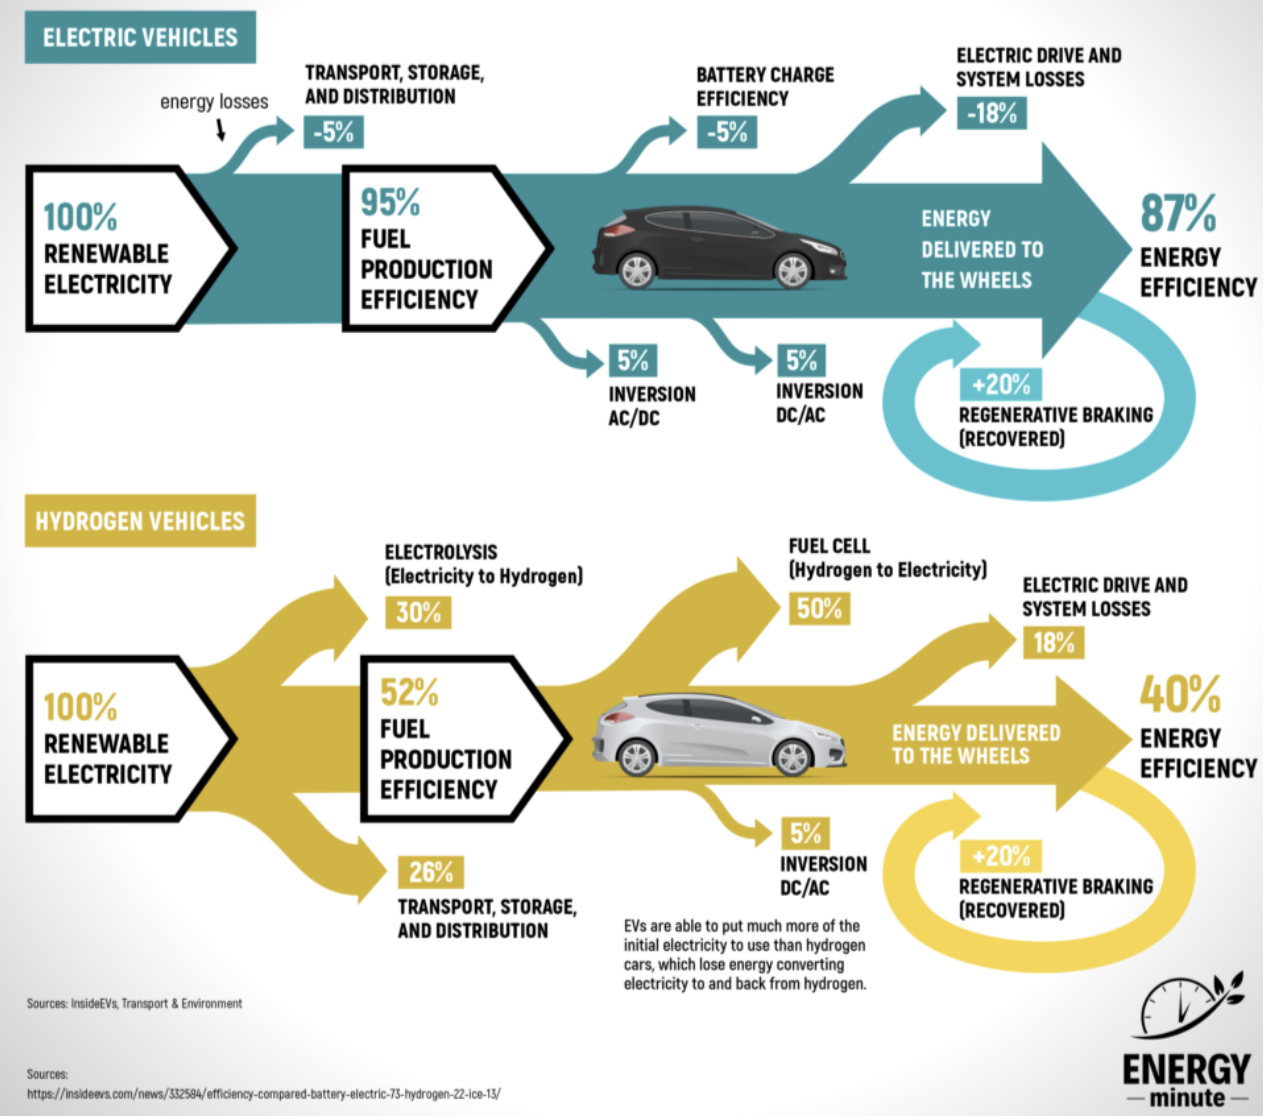 ELECTRIC VEHICLES
energy losses
TRANSPORT, STORAGE,
AND DISTRIBUTION
-5%
BATTERY CHARGE
EFFICIENCY
-5%
ELECTRIC DRIVE AND
SYSTEM LOSSES
-18%
100%
RENEWABLE
ELECTRICITY
95%
FUEL
PRODUCTION
EFFICIENCY
ENERGY
DELIVERED TO
THE WHEELS
87%
ENERGY
EFFICIENCY
5%
INVERSION
AC/DC
5%
INVERSION
DC/AC
+20%
REGENERATIVE BRAKING
(RECOVERED)
HYDROGEN VEHICLES
ELECTROLYSIS
(Electricity to Hydrogen)
30%
FUEL CELL
(Hydrogen to Electricity)
50%
ELECTRIC DRIVE AND
SYSTEM LOSSES
18%
100%
RENEWABLE
ELECTRICITY
52%
FUEL
PRODUCTION
EFFICIENCY
ENERGY DELIVERED
TO THE WHEELS
40%
ENERGY
EFFICIENCY
26%
TRANSPORT, STORAGE,
AND DISTRIBUTION
5%
INVERSION
DC/AC
+20%
REGENERATIVE BRAKING
(RECOVERED)
EVs are able to put much more of the
initial electricity to use than hydrogen
cars, which lose energy converting
electricity to and back from hydrogen.
Sources: InsideEVs, Transport & Environment
Sources:
https://insideevs.com/news/332584/efficiency-compared-battery-electric-73-hydrogen-22-ice-13/
ENERGY
minute